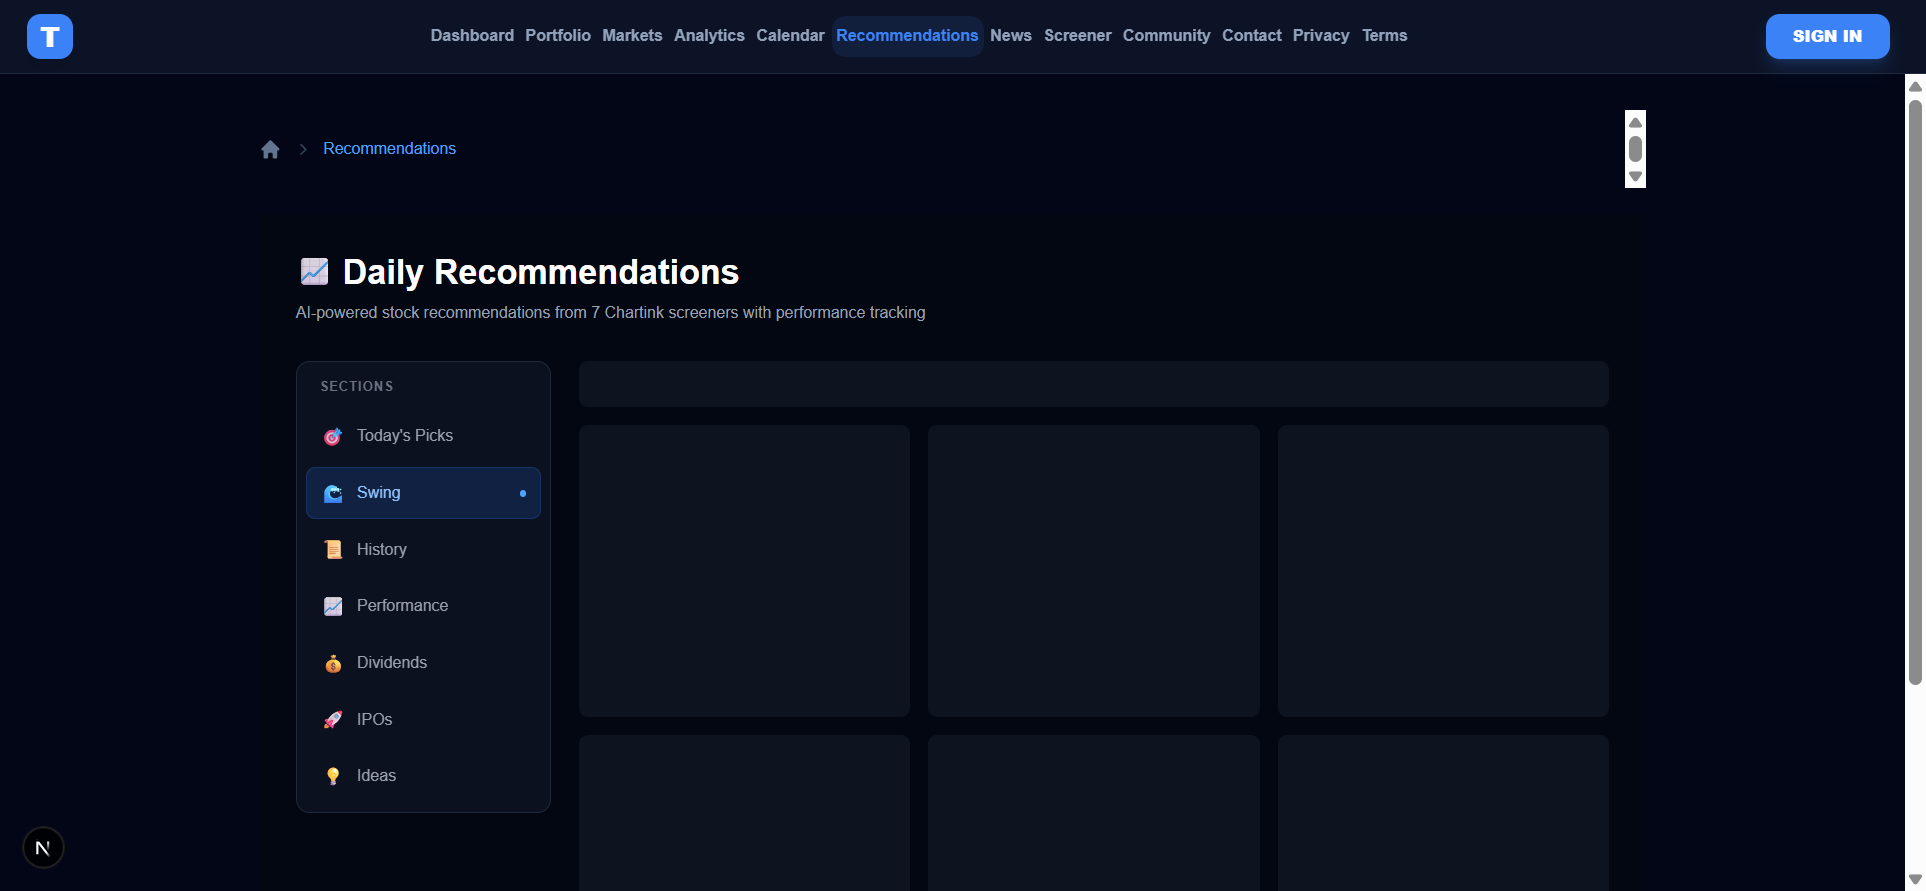 T
Dashboard Portfolio Markets Analytics Calendar Recommendations News Screener Community Contact Privacy Terms
SIGN IN
Recommendations
Daily Recommendations
AI-powered stock recommendations from 7 Chartink screeners with performance tracking
SECTIONS
Today's Picks
Swing
History
Performance
Dividends
IPOs
Ideas
N